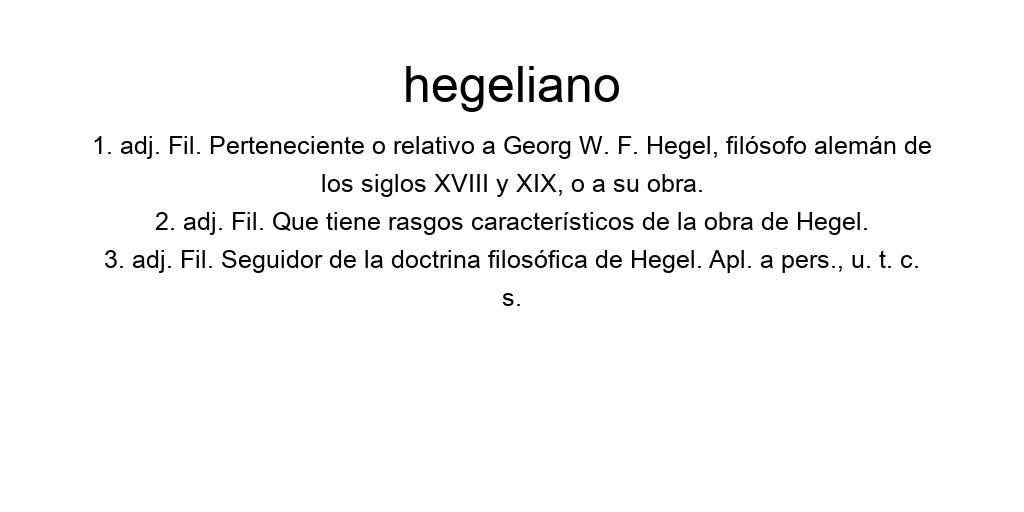 hegeliano
1. adj. Fil. Perteneciente o relativo a Georg W. F. Hegel, filósofo alemán de
los siglos XVIII y XIX, o a su obra.
2. adj. Fil. Que tiene rasgos característicos de la obra de Hegel.
3. adj. Fil. Seguidor de la doctrina filosófica de Hegel. Apl. a pers., u. t. c.
s.